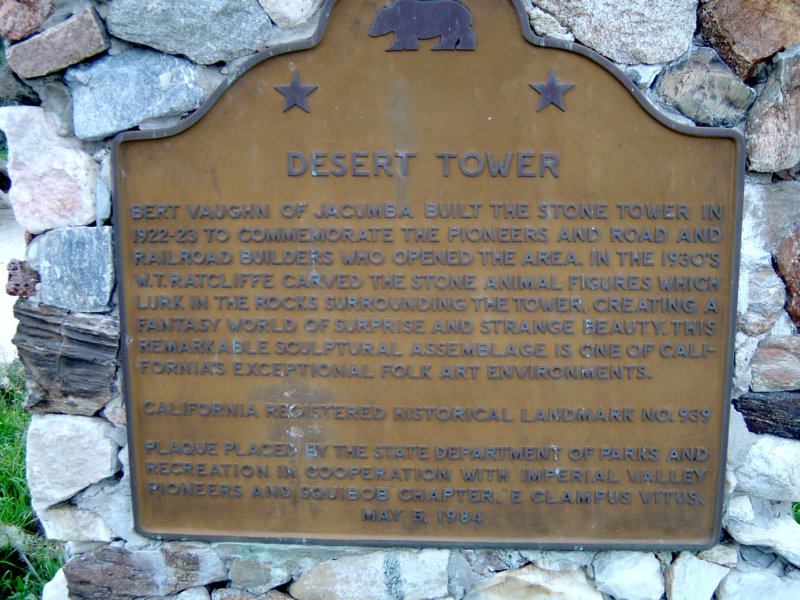 DESERT TOWER
BERT VAUGHN OF JACUMBA BUILT THE STONE TOWER IN
1922-23 TO COMMEMORATE THE PIONEERS AND ROAD AND
RAILROAD BUILDERS WHO OPENED THE AREA. IN THE 1930'S
W.T. RATCLIFFE CARVED THE STONE ANIMAL FIGURES WHICH
LURK IN THE ROCKS SURROUNDING THE TOWER, CREATING A
FANTASY WORLD OF SURPRISE AND STRANGE BEAUTY. THIS
REMARKABLE SCULPTURAL ASSEMBLAGE IS ONE OF CALI-
FORNIA'S EXCEPTIONAL FOLK ART ENVIRONMENTS.
CALIFORNIA REGISTERED HISTORICAL LANDMARK NO. 939
PLAQUE PLACED BY THE STATE DEPARTMENT OF PARKS AND
RECREATION IN COOPERATION WITH IMPERIAL VALLEY
PIONEERS AND SQUIBOB CHAPTER, E CLAMPUS VITUS.
MAY 5, 1984